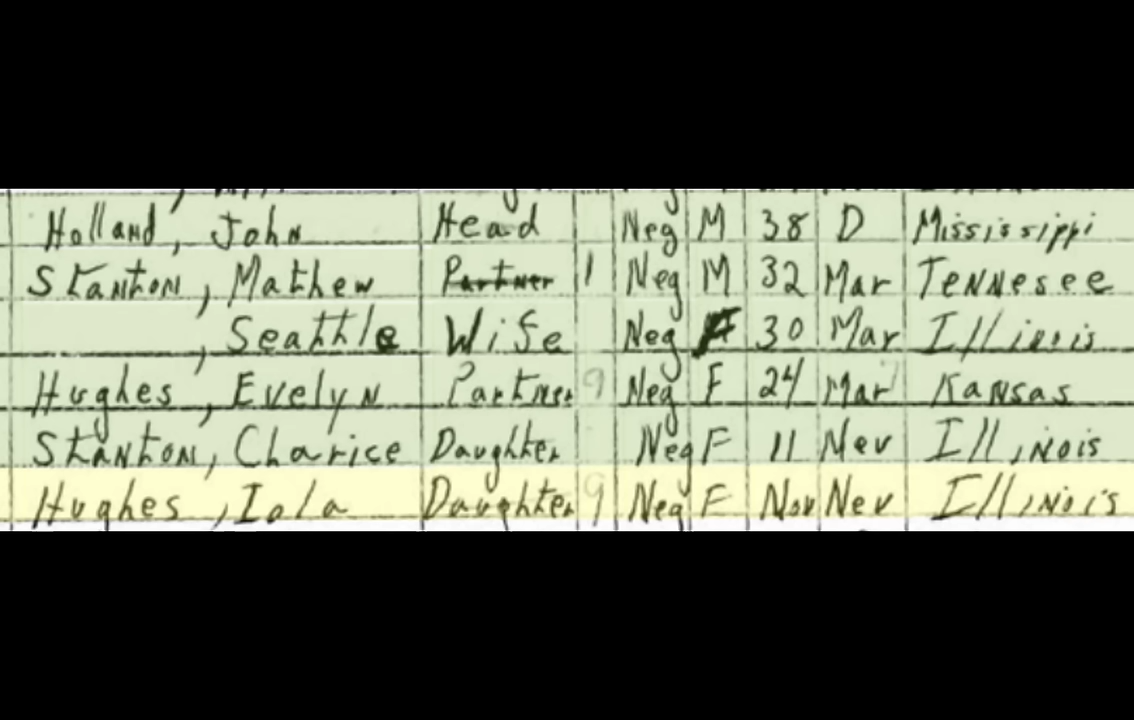 Holland, John Head Neg M 38 D Mississippi
Stanton, Mathew Partner 1 Neg M 32 Mar Tennesee
, Seattle Wife Neg F 30 Mar Illinois
Hughes, Evelyn Partner 9 Neg F 24 Mar Kansas
Stanton, Charice Daughter Neg F 11 Nev Illinois
Hughes, Iola Daughter 9 Neg F Nov Nev Illinois